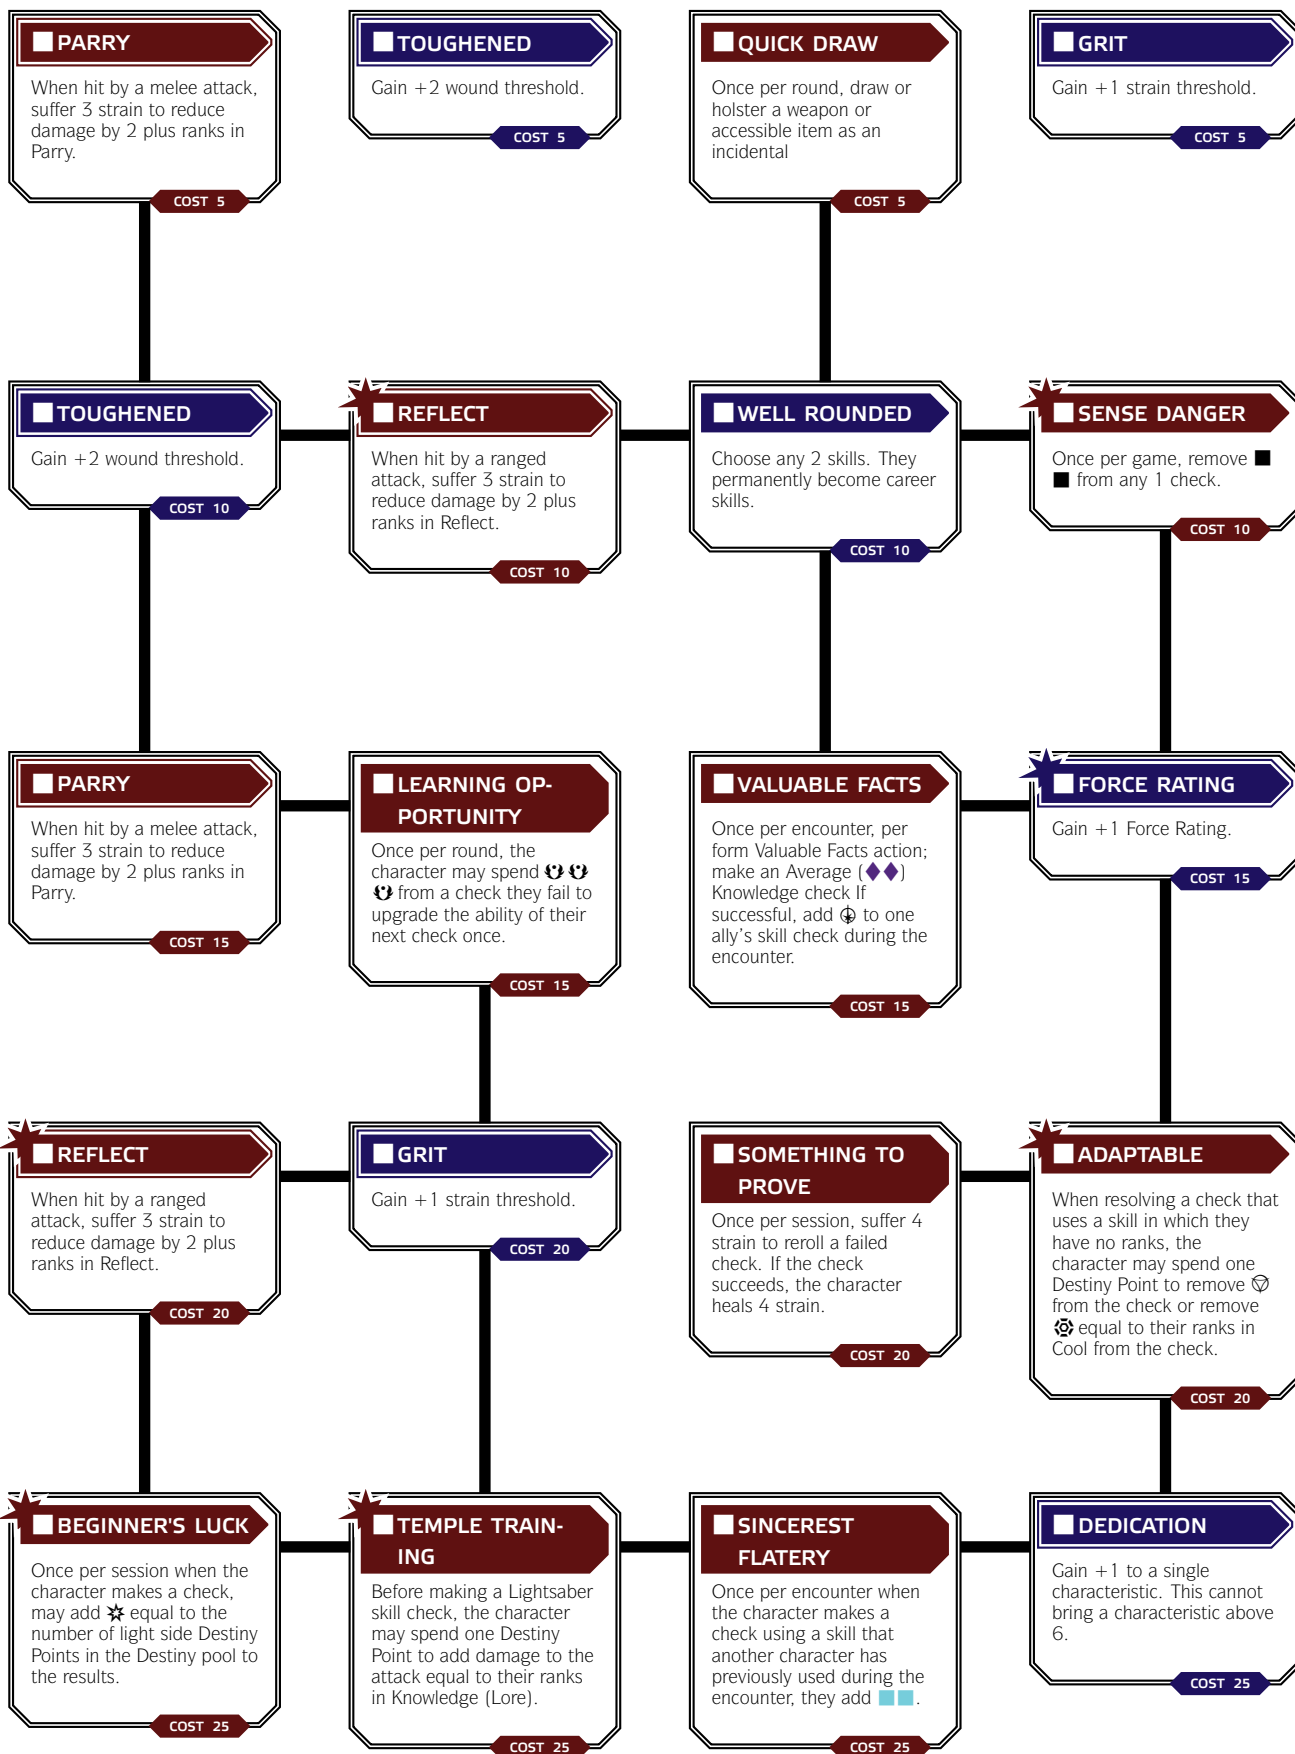 PARRY
When hit by a melee attack,
suffer 3 strain to reduce
damage by 2 plus ranks in
Parry.
COST 5
TOUGHENED
Gain +2 wound threshold.
COST 5
QUICK DRAW
Once per round, draw or
holster a weapon or
accessible item as an
incidental
COST 5
GRIT
Gain +1 strain threshold.
COST 5
TOUGHENED
Gain +2 wound threshold.
COST 10
REFLECT
When hit by a ranged
attack, suffer 3 strain to
reduce damage by 2 plus
ranks in Reflect.
COST 10
WELL ROUNDED
Choose any 2 skills. They
permanently become career
skills.
COST 10
SENSE DANGER
Once per game, remove ■
■ from any 1 check.
COST 10
PARRY
When hit by a melee attack,
suffer 3 strain to reduce
damage by 2 plus ranks in
Parry.
COST 15
LEARNING OP-
PORTUNITY
Once per round, the
character may spend
from a check they fail to
upgrade the ability of their
next check once.
COST 15
VALUABLE FACTS
Once per encounter, per
form Valuable Facts action;
make an Average (♦♦)
Knowledge check If
successful, add to one
ally's skill check during the
encounter.
COST 15
FORCE RATING
Gain +1 Force Rating.
COST 15
REFLECT
When hit by a ranged
attack, suffer 3 strain to
reduce damage by 2 plus
ranks in Reflect.
COST 20
GRIT
Gain +1 strain threshold.
COST 20
SOMETHING TO
PROVE
Once per session, suffer 4
strain to reroll a failed
check. If the check
succeeds, the character
heals 4 strain.
COST 20
ADAPTABLE
When resolving a check that
uses a skill in which they
have no ranks, the
character may spend one
Destiny Point to remove
from the check or remove
equal to their ranks in
Cool from the check.
COST 20
BEGINNER'S LUCK
Once per session when the
character makes a check,
may add equal to the
number of light side Destiny
Points in the Destiny pool to
the results.
COST 25
TEMPLE TRAIN-
ING
Before making a Lightsaber
skill check, the character
may spend one Destiny
Point to add damage to the
attack equal to their ranks
in Knowledge (Lore).
COST 25
SINCEREST
FLATERY
Once per encounter when
the character makes a
check using a skill that
another character has
previously used during the
encounter, they add ■■.
COST 25
DEDICATION
Gain +1 to a single
characteristic. This cannot
bring a characteristic above
6.
COST 25